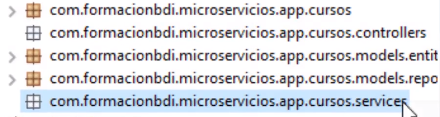 com.formacionbdi.microservicios.app.cursos
com.formacionbdi.microservicios.app.cursos.controllers
com.formacionbdi.microservicios.app.cursos.models.entit
com.formacionbdi.microservicios.app.cursos.models.repo
com.formacionbdi.microservicios.app.cursos.services